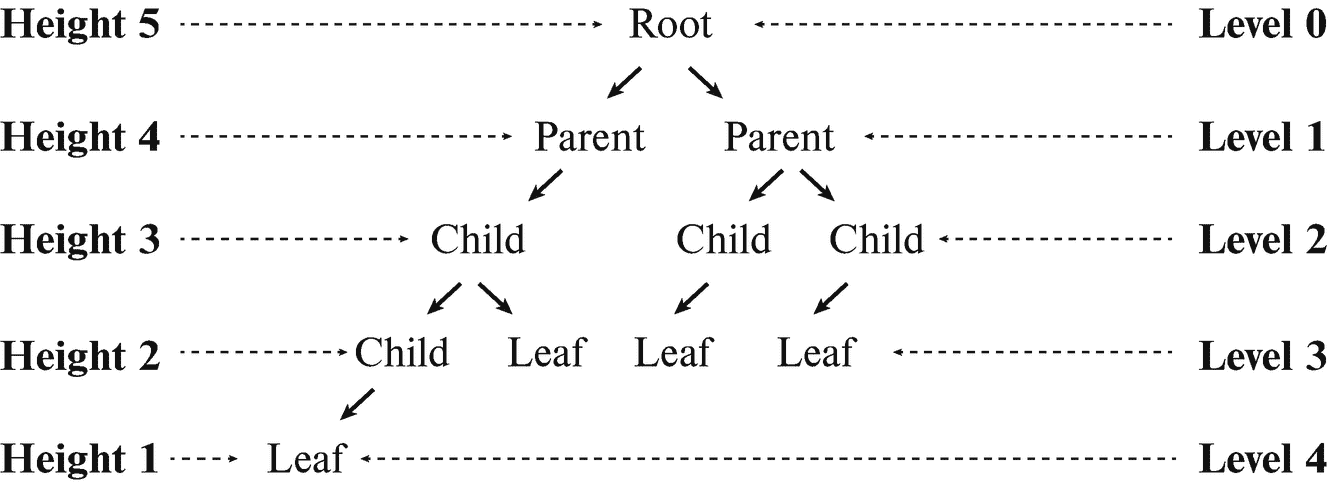 Height 5 Root Level 0
Height 4 Parent Parent Level 1
Height 3 Child Child Child Level 2
Height 2 Child Leaf Leaf Leaf Level 3
Height 1 Leaf Level 4